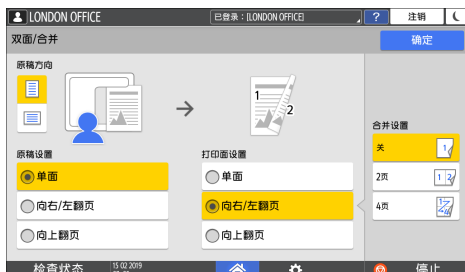 LONDON OFFICE
已登录：[LONDON OFFICE]
?
注销
双面/合并
确定
原稿方向
1
2
合并设置
关
1
原稿设置
打印面设置
单面
单面
2页
1 2
向右/左翻页
向右/左翻页
4页
向上翻页
向上翻页
检查状态
15 02 2019
停止